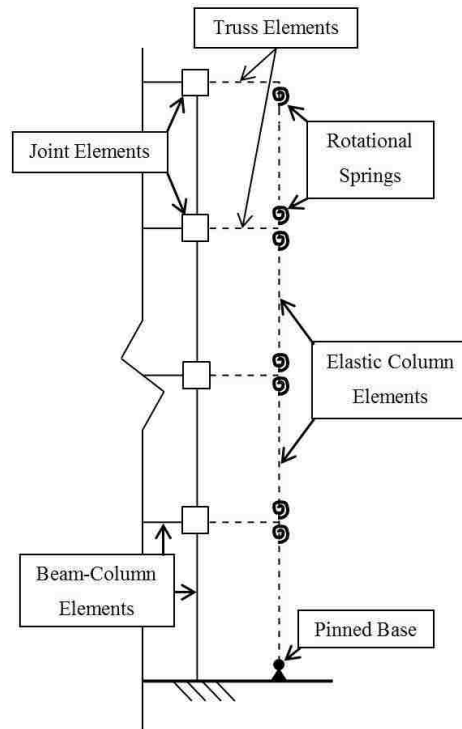 Truss Elements
Joint Elements
Rotational
Springs
Elastic Column
Elements
Beam-Column
Elements
Pinned Base